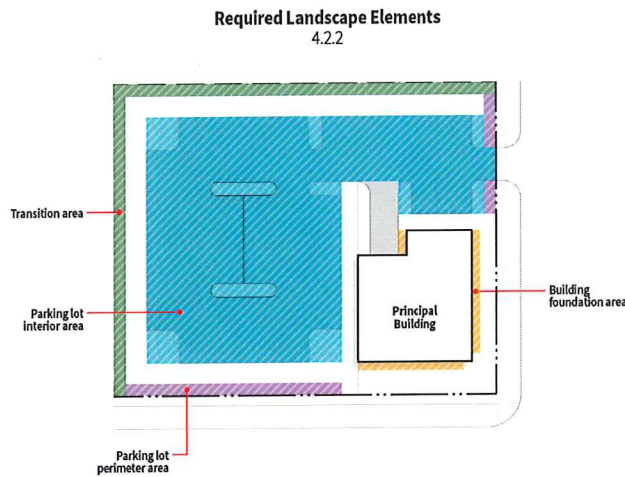 Required Landscape Elements
4.2.2
Transition area
Parking lot
interior area
Principal
Building
Building
foundation area
Parking lot
perimeter area